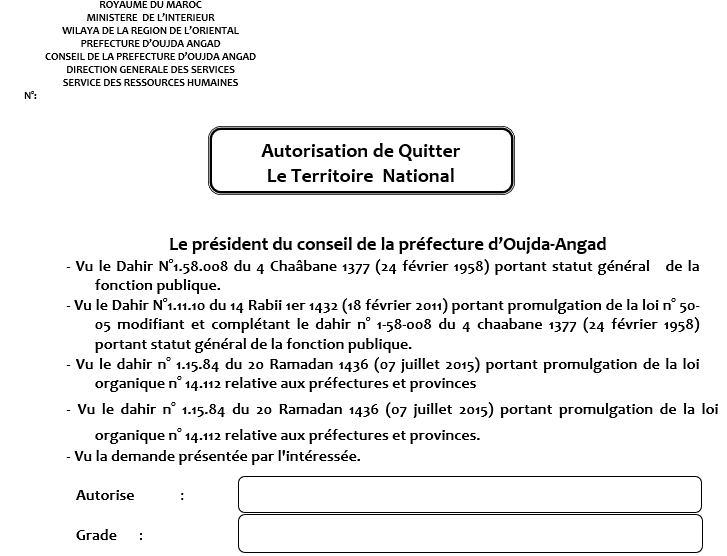 ROYAUME DU MAROC
MINISTERE DE L’INTERIEUR
WILAYA DE LA REGION DE L’ORIENTAL
PREFECTURE D’OUJDA ANGAD
CONSEIL DE LA PREFECTURE D’OUJDA ANGAD
DIRECTION GENERALE DES SERVICES
SERVICE DES RESSOURCES HUMAINES
N°:
Autorisation de Quitter
Le Territoire National
Le président du conseil de la préfecture d’Oujda-Angad
- Vu le Dahir N°1.58.008 du 4 Chaâbane 1377 (24 février 1958) portant statut général de la
fonction publique.
- Vu le Dahir N°1.11.10 du 14 Rabii 1er 1432 (18 février 2011) portant promulgation de la loi n° 50-
05 modifiant et complétant le dahir n° 1-58-008 du 4 chaabane 1377 (24 février 1958)
portant statut général de la fonction publique.
- Vu le dahir n° 1.15.84 du 20 Ramadan 1436 (07 juillet 2015) portant promulgation de la loi
organique n° 14.112 relative aux préfectures et provinces
- Vu le dahir n° 1.15.84 du 20 Ramadan 1436 (07 juillet 2015) portant promulgation de la loi
organique n° 14.112 relative aux préfectures et provinces.
- Vu la demande présentée par l'intéressée.
Autorise :
Grade :